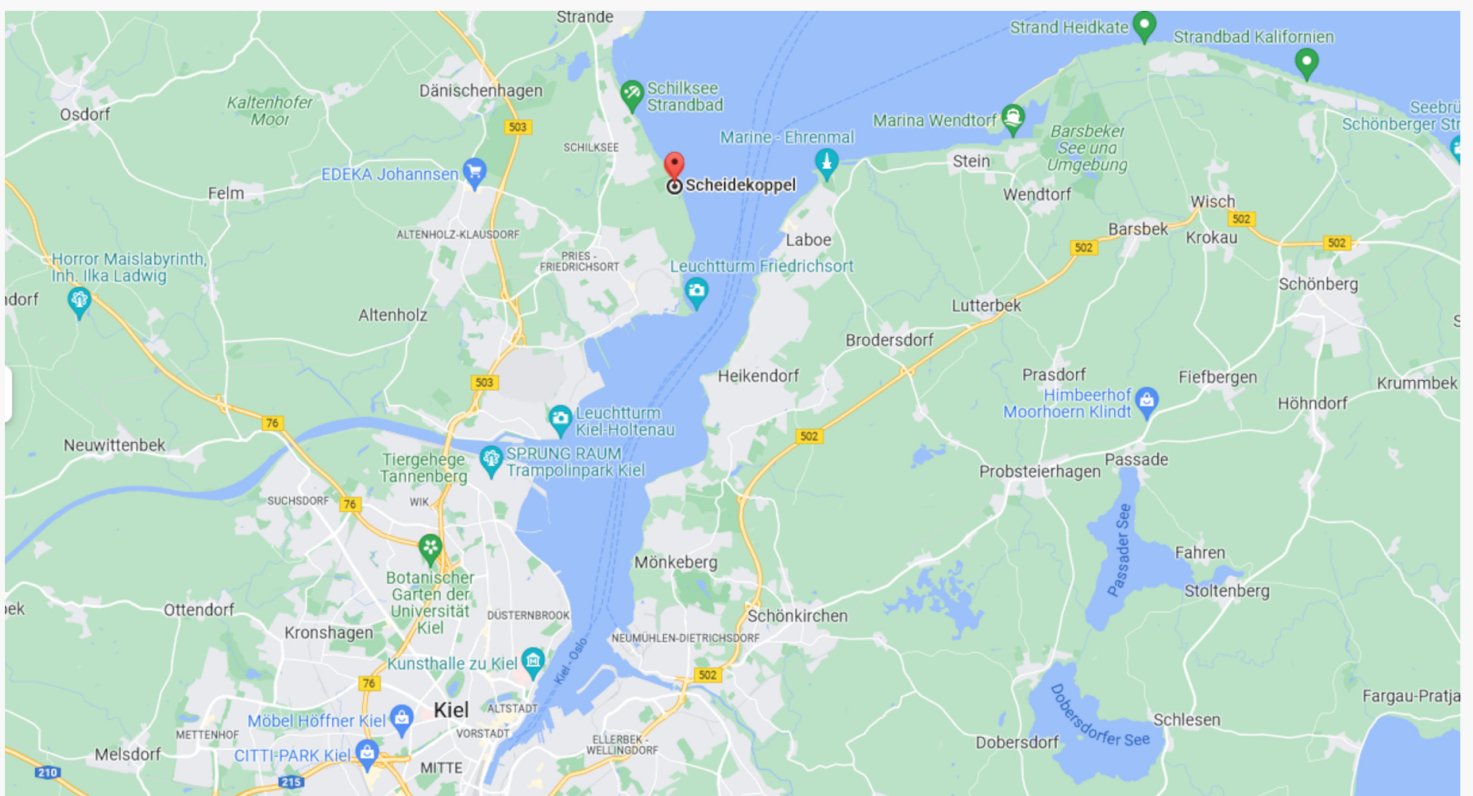 Strande
Strand Heidkate
Strandbad Kalifornien
Dänischenhagen
Schilksee
Strandbad
Kaltenhofer
Moor
Osdorf
503
Marina Wendtorf
Seebrü
Schönberger Str
Barsbeker
See und
Umgebung
Marine - Ehrenmal
SCHILKSEE
Stein
EDEKA Johannsen
Scheidekoppel
Felm
Wendtorf
Wisch
502
Barsbek
Krokau
502
502
ALTENHOLZ-KLAUSDORF
Laboe
PRIES -
FRIEDRICHSORT
Horror Maislabyrinth,
Inh. Ilka Ladwig
Leuchtturm Friedrichsort
Schönberg
ndorf
Lutterbek
Altenholz
S
Brodersdorf
503
Heikendorf
Prasdorf
Fiefbergen
Krummbek
Himbeerhof
Moorhoern Klindt
Höhndorf
76
Leuchtturm
Kiel-Holtenau
502
Neuwittenbek
Tiergehege
Tannenberg
SPRUNG RAUM
Trampolinpark Kiel
Passade
Probsteierhagen
SUCHSDORF
76
WIK
Passader See
Fahren
Mönkeberg
Botanischer
Garten der
Universität
Kiel
Stoltenberg
bek
Ottendorf
DÜSTERNBROOK
Schönkirchen
Kronshagen
NEUMÜHLEN-DIETRICHSDORF
Kunsthalle zu Kiel
Kiel - Oslo
76
502
Fargau-Pratja
Kiel
ALTSTADT
Möbel Höffner Kiel
Dobersdorfer See
Schlesen
METTENHOF
VORSTADT
ELLERBEK -
WELLINGDORF
Dobersdorf
Melsdorf
CITTI-PARK Kiel
MITTE
210
215